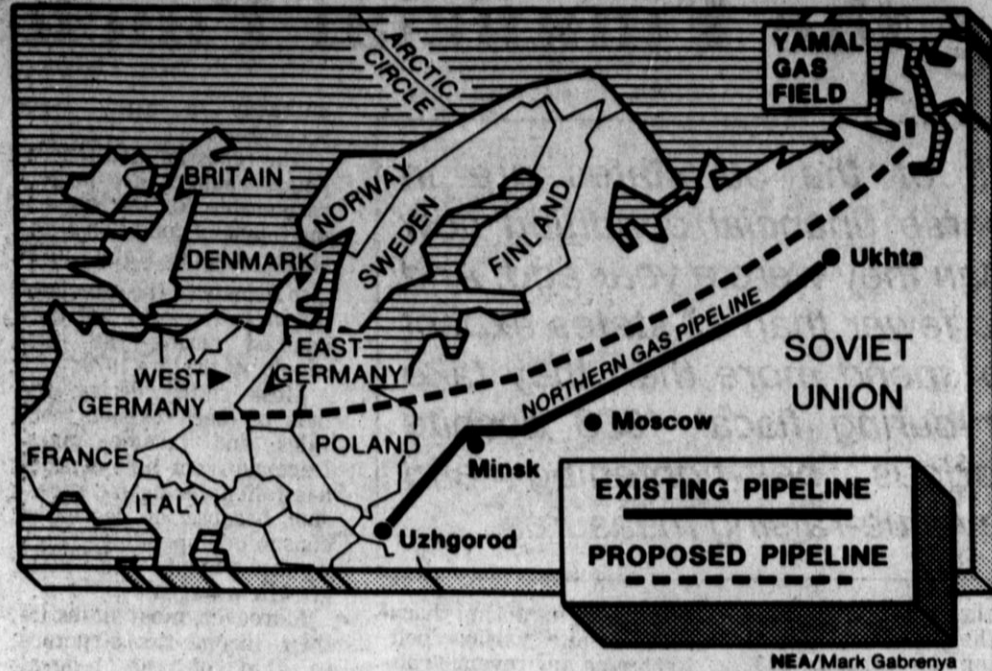 ARCTIC
CIRCLE
YAMAL
GAS
FIELD
BRITAIN
NORWAY
SWEDEN
FINLAND
DENMARK
Ukhta
NORTHERN GAS PIPELINE
SOVIET
UNION
EAST
GERMANY
WEST
GERMANY
Moscow
POLAND
Minsk
FRANCE
ITALY
Uzhgorod
EXISTING PIPELINE
PROPOSED PIPELINE
NEA/Mark Gabrenya